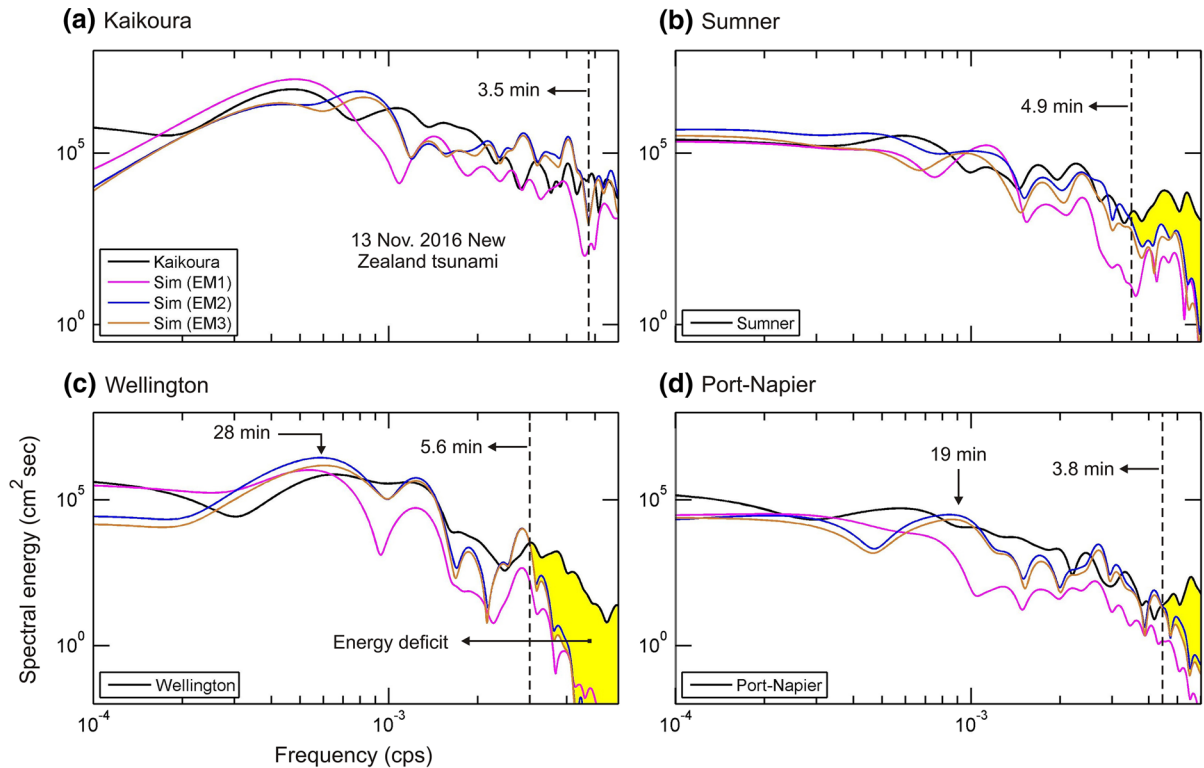 (a) Kaikoura
3.5 min
10^5
10^0
13 Nov. 2016 New
Zealand tsunami
Kaikoura
Sim (EM1)
Sim (EM2)
Sim (EM3)
(b) Sumner
4.9 min
10^5
10^0
Sumner
(c) Wellington
28 min
5.6 min
10^5
10^0
Energy deficit
Wellington
10^-4
10^-3
(d) Port-Napier
19 min
3.8 min
10^5
10^0
Port-Napier
10^-4
10^-3
Spectral energy (cm^2 sec)
Frequency (cps)